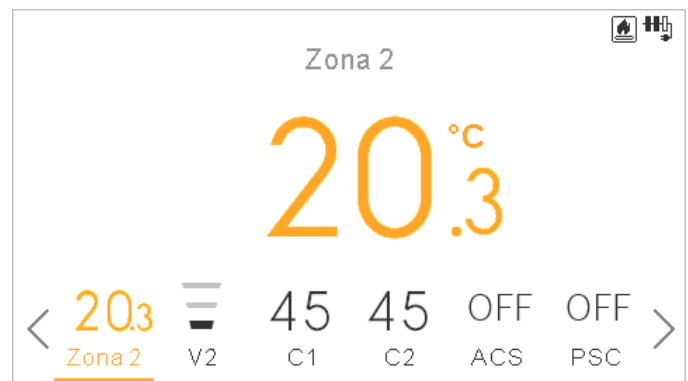 Zona 2
20.3 °C
20.3 45 45 OFF OFF
Zona 2 V2 C1 C2 ACS PSC